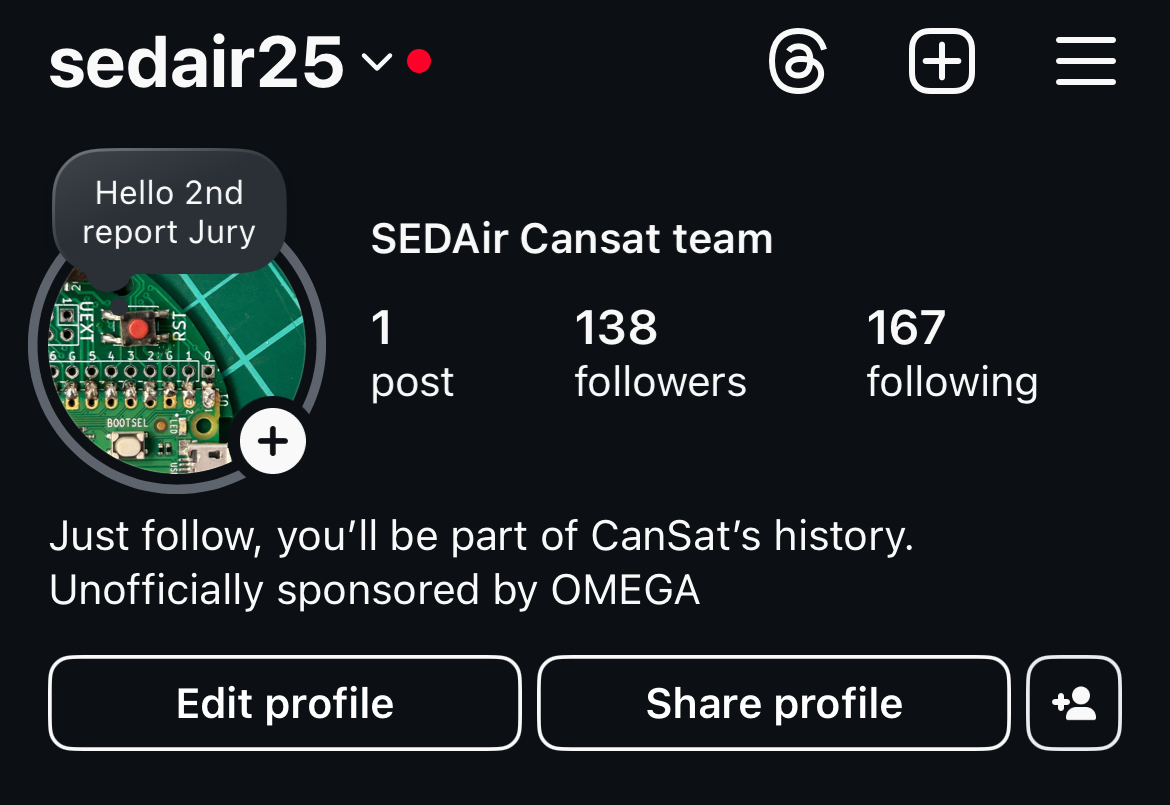 sedair25
Hello 2nd
report Jury
SEDAir Cansat team
1
post
138
followers
167
following
UEXT
RST
6 G 5 4 3 2 G 1 0
BOOTSEL
LED
Just follow, you’ll be part of CanSat’s history.
Unofficially sponsored by OMEGA
Edit profile
Share profile